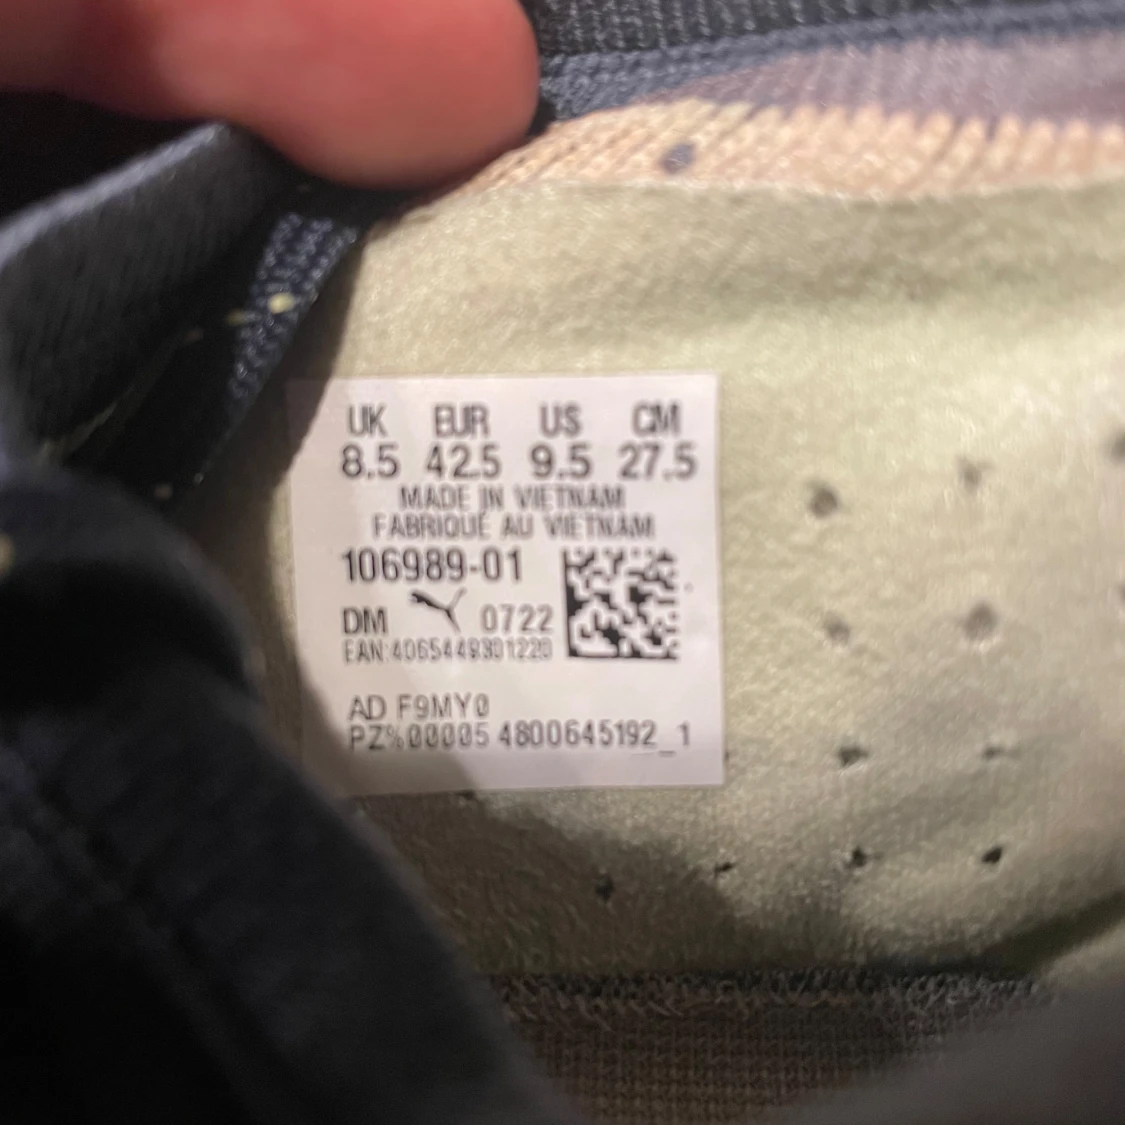 UK EUR US CM
8.5 42.5 9.5 27.5
MADE IN VIETNAM
FABRIQUÉ AU VIETNAM
106989-01
DM 0722
EAN:4065449301220
AD F9MY0
PZ%00005 4800645192_1